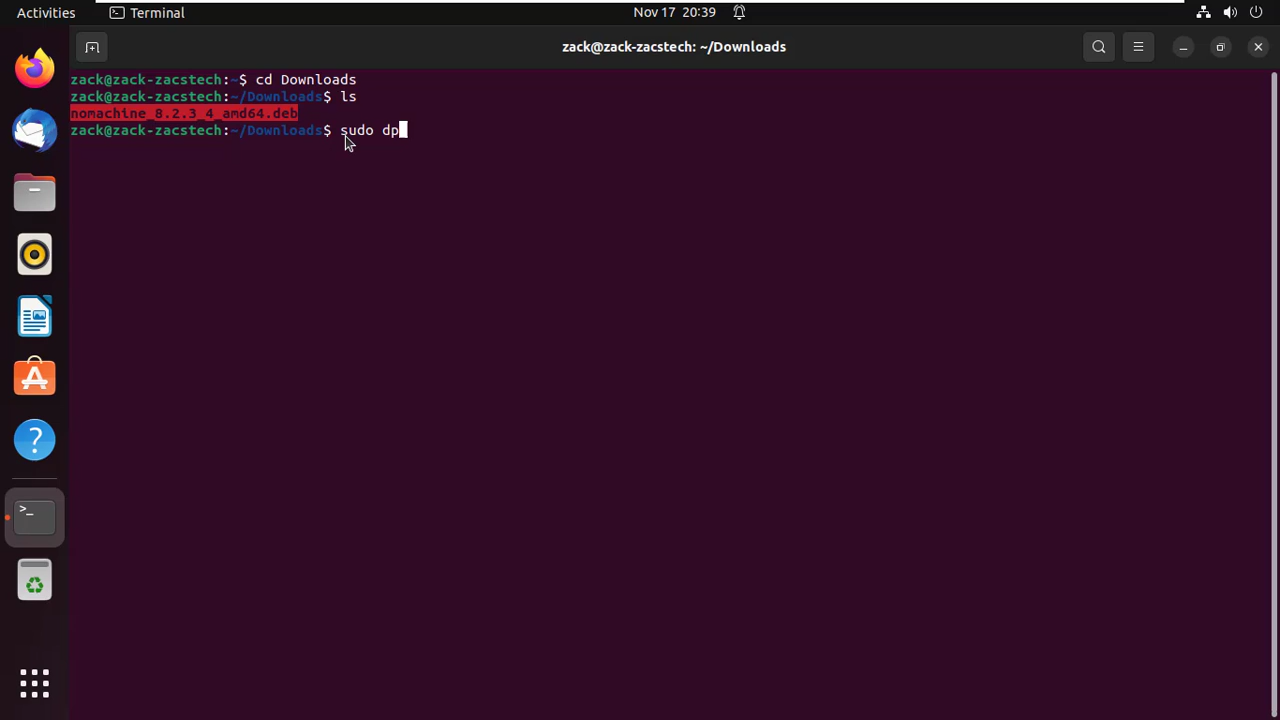 Activities Terminal Nov 17 20:39
zack@zack-zacstech: ~/Downloads
zack@zack-zacstech:~$ cd Downloads
zack@zack-zacstech:~/Downloads$ ls
nomachine_8.2.3_4_amd64.deb
zack@zack-zacstech:~/Downloads$ sudo dp